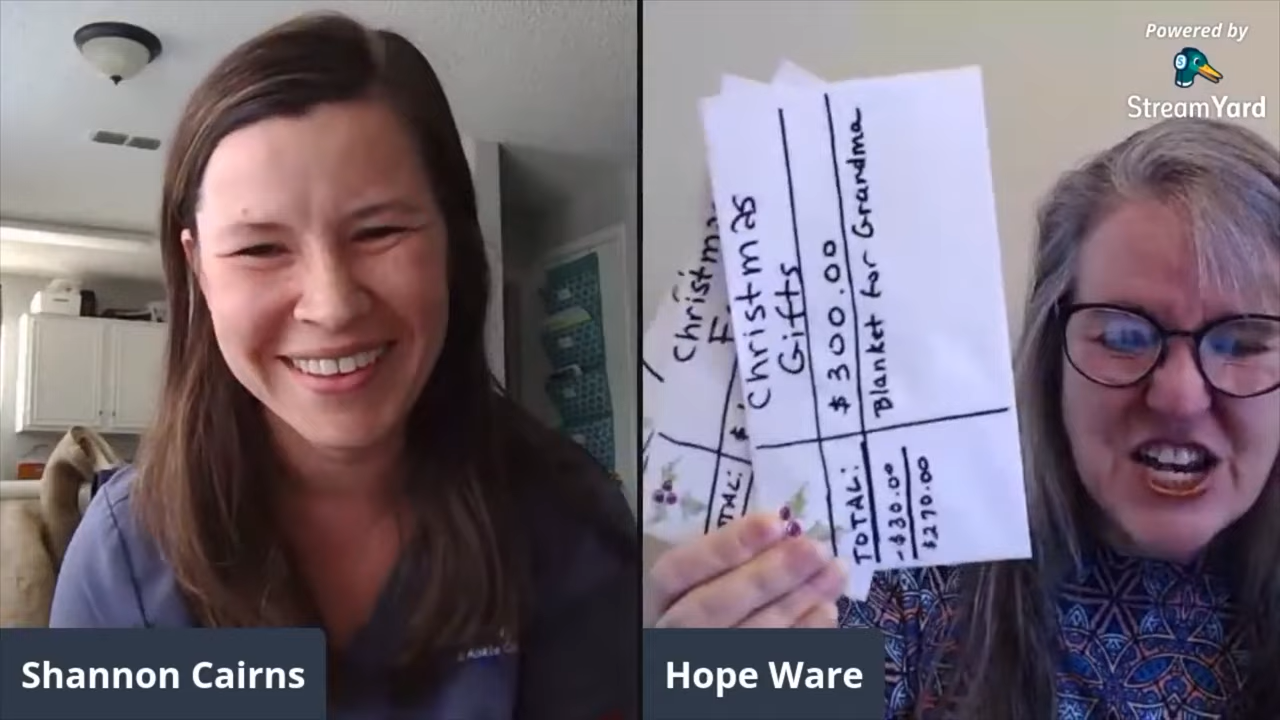 Powered by
StreamYard
Christmas
Gifts
TOTAL: $300.00
-$30.00 Blanket for Grandma
$270.00
Christmas
Shannon Cairns
Hope Ware